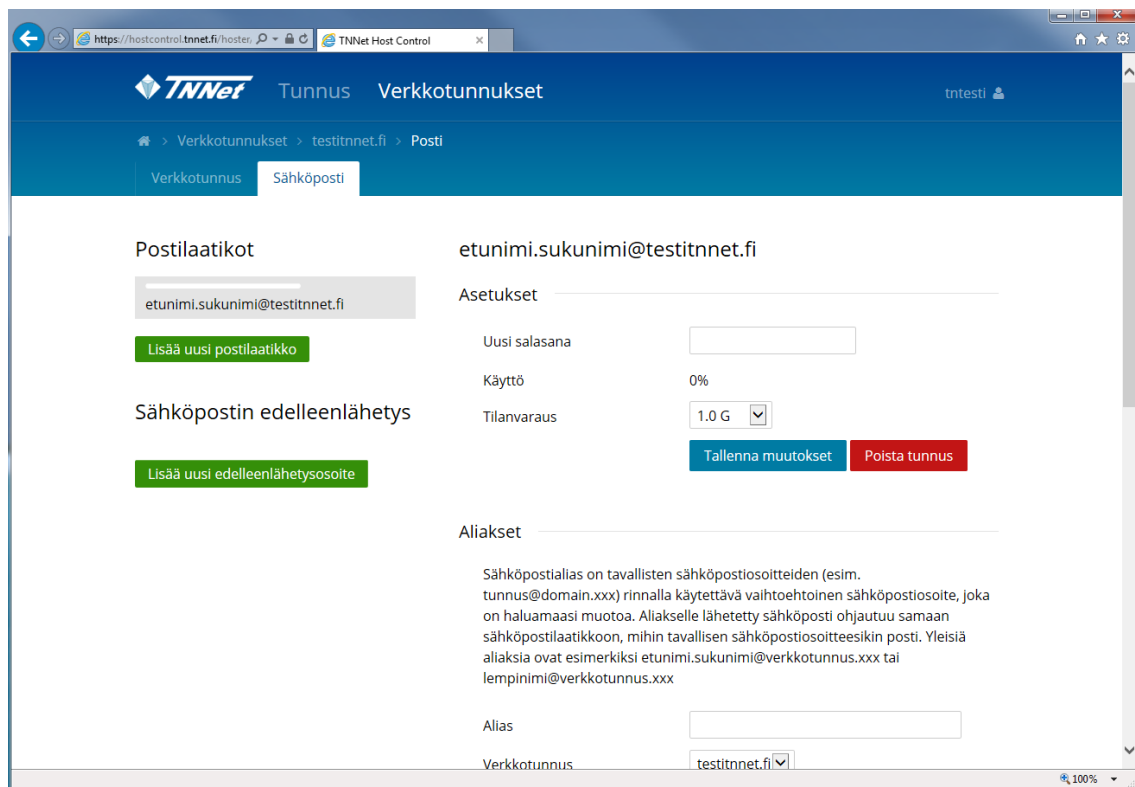 https://hostcontrol.tnnet.fi/hoster,
TNNet Host Control
TNNet Tunnus Verkkotunnukset tntesti
> Verkkotunnukset > testitnnet.fi > Posti
Verkkotunnus Sähköposti
Postilaatikot
etunimi.sukunimi@testitnnet.fi
Lisää uusi postilaatikko
Sähköpostin edelleenlähetys
Lisää uusi edelleenlähetysosoite
etunimi.sukunimi@testitnnet.fi
Asetukset
Uusi salasana
Käyttö 0%
Tilanvaraus 1.0 G
Tallenna muutokset Poista tunnus
Aliakset
Sähköpostialias on tavallisten sähköpostiosoitteiden (esim.
tunnus@domain.xxx) rinnalla käytettävä vaihtoehtoinen sähköpostiosoite, joka
on haluamaasi muotoa. Aliakselle lähetetty sähköposti ohjautuu samaan
sähköpostilaatikkoon, mihin tavallisen sähköpostiosoitteesikin posti. Yleisiä
aliaksia ovat esimerkiksi etunimi.sukunimi@verkkotunnus.xxx tai
lempinimi@verkkotunnus.xxx
Alias
Verkkotunnus testitnnet.fi
100%